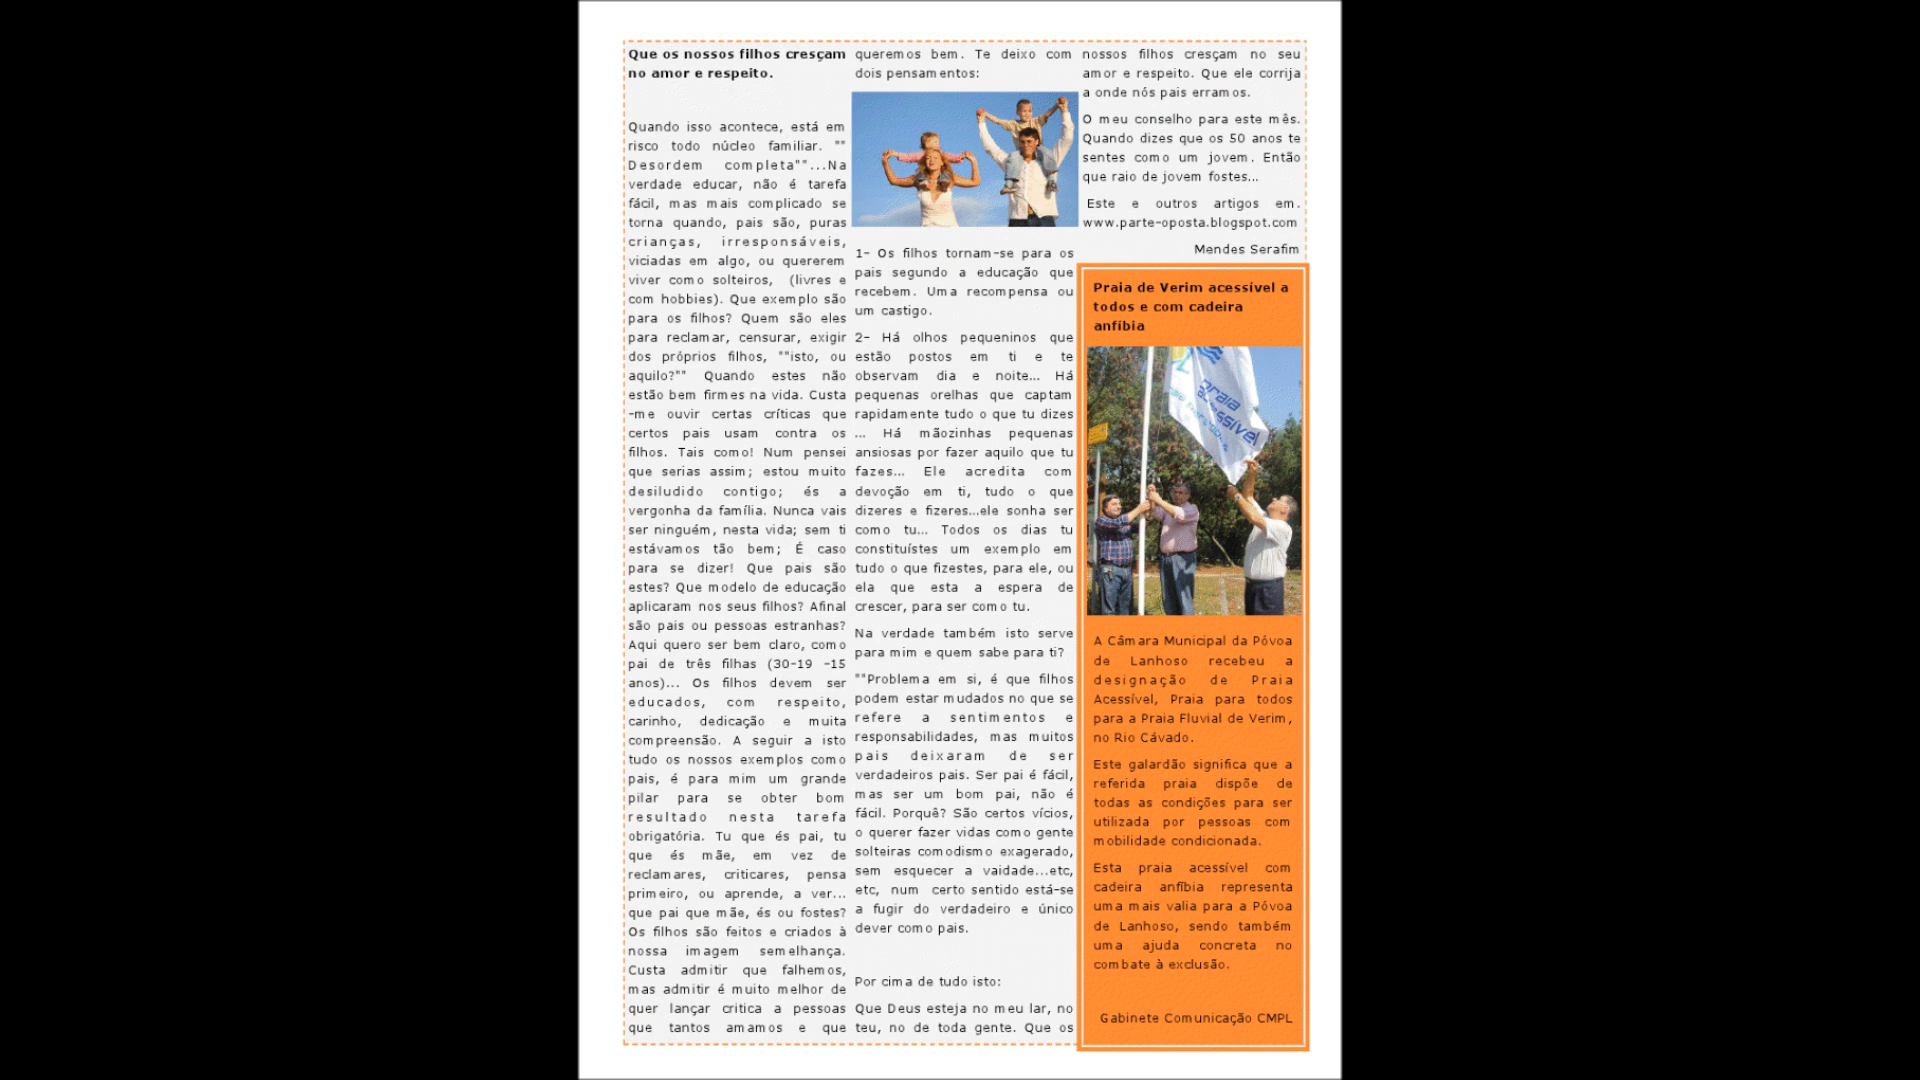 Que os nossos filhos cresçam
no amor e respeito.
Quando isso acontece, está em
risco todo núcleo familiar. ""
Desordem completa""...Na
verdade educar, não é tarefa
fácil, mas mais complicado se
torna quando, pais são, puras
crianças, irresponsáveis,
viciadas em algo, ou quererem
viver como solteiros, (livres e
com hobbies). Que exemplo são
para os filhos? Quem são eles
para reclamar, censurar, exigir
dos próprios filhos, ""isto, ou
aquilo?"" Quando estes não
estão bem firmes na vida. Custa
-me ouvir certas críticas que
certos pais usam contra os
filhos. Tais como! Num pensei
que serias assim; estou muito
desiludido contigo; és a
vergonha da família. Nunca vais
ser ninguém, nesta vida; sem ti
estávamos tão bem; É caso
para se dizer! Que pais são
estes? Que modelo de educação
aplicaram nos seus filhos? Afinal
são pais ou pessoas estranhas?
Aqui quero ser bem claro, como
pai de três filhas (30-19 -15
anos)... Os filhos devem ser
educados, com respeito,
carinho, dedicação e muita
compreensão. A seguir a isto
tudo os nossos exemplos como
pais, é para mim um grande
pilar para se obter bom
resultado nesta tarefa
obrigatória. Tu que és pai, tu
que és mãe, em vez de
reclamares, criticares, pensa
primeiro, ou aprende, a ver...
que pai que mãe, és ou fostes?
Os filhos são feitos e criados à
nossa imagem semelhança.
Custa admitir que falhemos,
mas admitir é muito melhor de
quer lançar critica a pessoas
que tantos amamos e que
queremos bem. Te deixo com
dois pensamentos:
1- Os filhos tornam-se para os
pais segundo a educação que
recebem. Uma recompensa ou
um castigo.
2- Há olhos pequeninos que
estão postos em ti e te
observam dia e noite... Há
pequenas orelhas que captam
rapidamente tudo o que tu dizes
... Há mãozinhas pequenas
ansiosas por fazer aquilo que tu
fazes... Ele acredita com
devoção em ti, tudo o que
dizeres e fizeres...ele sonha ser
como tu... Todos os dias tu
constituístes um exemplo em
tudo o que fizestes, para ele, ou
ela que esta a espera de
crescer, para ser como tu.
Na verdade também isto serve
para mim e quem sabe para ti?
""Problema em si, é que filhos
podem estar mudados no que se
refere a sentimentos e
responsabilidades, mas muitos
pais deixaram de ser
verdadeiros pais. Ser pai é fácil,
mas ser um bom pai, não é
fácil. Porquê? São certos vícios,
o querer fazer vidas como gente
solteiras comodismo exagerado,
sem esquecer a vaidade...etc,
etc, num certo sentido está-se
a fugir do verdadeiro e único
dever como pais.
Por cima de tudo isto:
Que Deus esteja no meu lar, no
teu, no de toda gente. Que os
nossos filhos cresçam no seu
amor e respeito. Que ele corrija
a onde nós pais erramos.
O meu conselho para este mês.
Quando dizes que os 50 anos te
sentes como um jovem. Então
que raio de jovem fostes...
Este e outros artigos em.
www.parte-oposta.blogspot.com
Mendes Serafim
Praia de Verim acessível a
todos e com cadeira
anfíbia
praia
acessível
A Câmara Municipal da Póvoa
de Lanhoso recebeu a
designação de Praia
Acessível, Praia para todos
para a Praia Fluvial de Verim,
no Rio Cávado.
Este galardão significa que a
referida praia dispõe de
todas as condições para ser
utilizada por pessoas com
mobilidade condicionada.
Esta praia acessível com
cadeira anfíbia representa
uma mais valia para a Póvoa
de Lanhoso, sendo também
uma ajuda concreta no
combate à exclusão.
Gabinete Comunicação CMPL